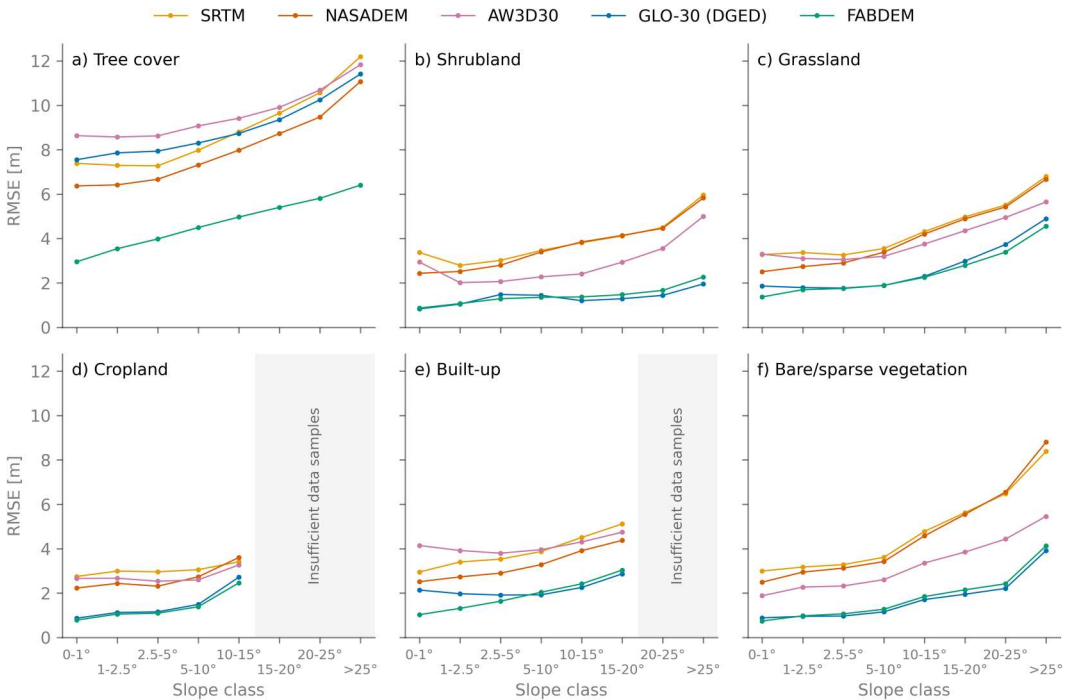 SRTM NASADEM AW3D30 GLO-30 (DGED) FABDEM
a) Tree cover
b) Shrubland
c) Grassland
12
10
8
6
4
2
0
RMSE [m]
d) Cropland
e) Built-up
f) Bare/sparse vegetation
12
10
8
6
4
2
0
RMSE [m]
Insufficient data samples
Insufficient data samples
0-1° 2.5-5° 10-15° 20-25°
1-2.5° 5-10° 15-20° >25°
Slope class
0-1° 2.5-5° 10-15° 20-25°
1-2.5° 5-10° 15-20° >25°
Slope class
0-1° 2.5-5° 10-15° 20-25°
1-2.5° 5-10° 15-20° >25°
Slope class